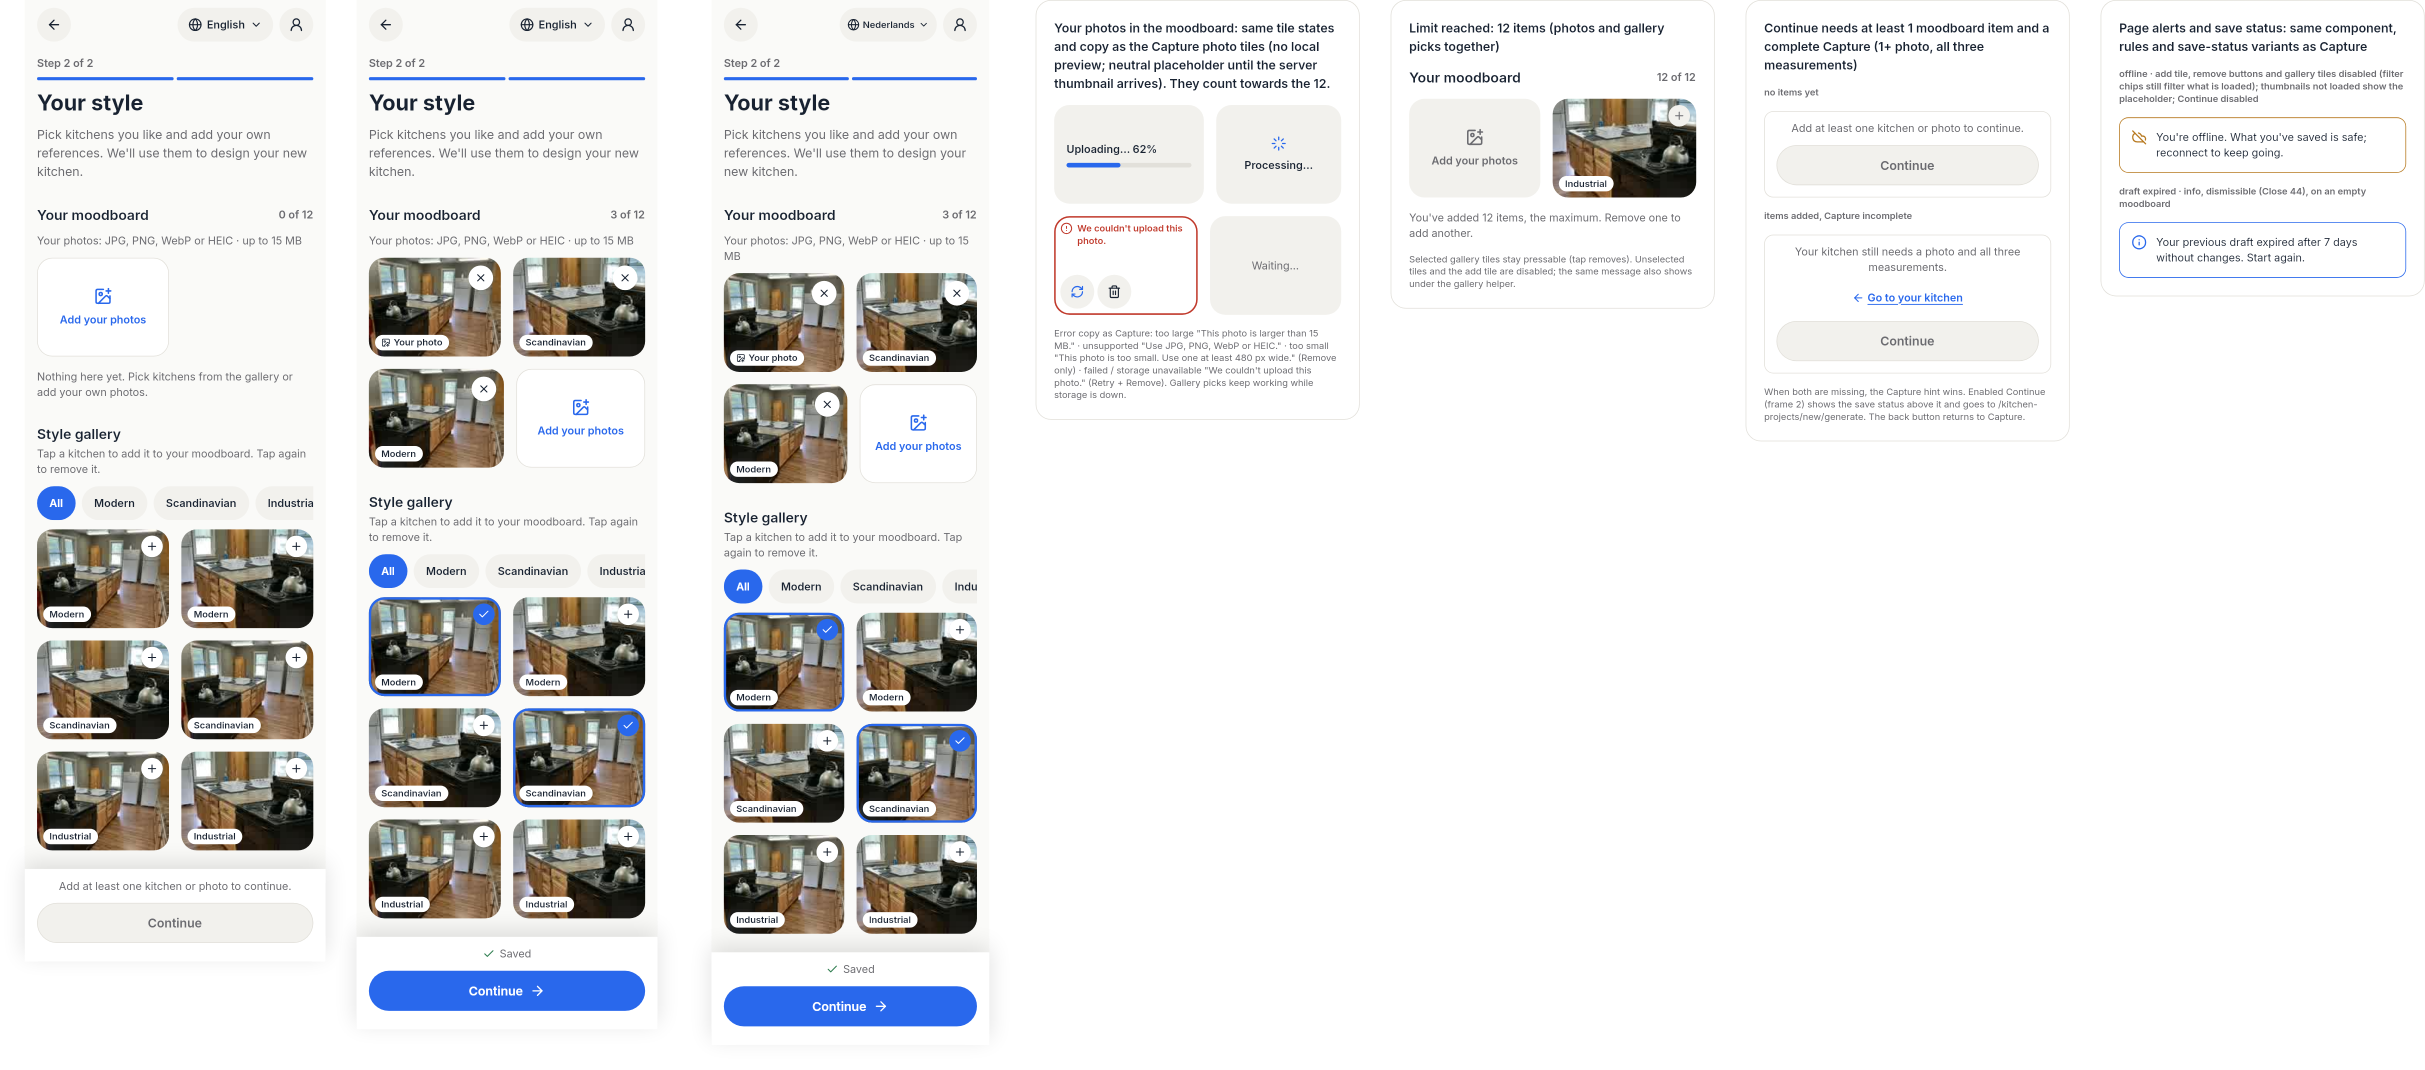 English
Step 2 of 2
Your style
Pick kitchens you like and add your own
references. We'll use them to design your new
kitchen.
Your moodboard
0 of 12
Your photos: JPG, PNG, WebP or HEIC · up to 15 MB
Add your photos
Nothing here yet. Pick kitchens from the gallery or
add your own photos.
Style gallery
Tap a kitchen to add it to your moodboard. Tap again
to remove it.
All
Modern
Scandinavian
Industria
Modern
Modern
Scandinavian
Scandinavian
Industrial
Industrial
Add at least one kitchen or photo to continue.
Continue
English
Step 2 of 2
Your style
Pick kitchens you like and add your own
references. We'll use them to design your new
kitchen.
Your moodboard
3 of 12
Your photos: JPG, PNG, WebP or HEIC · up to 15 MB
Your photo
Scandinavian
Modern
Add your photos
Style gallery
Tap a kitchen to add it to your moodboard. Tap again
to remove it.
All
Modern
Scandinavian
Industria
Modern
Modern
Scandinavian
Scandinavian
Industrial
Industrial
Saved
Continue
Nederlands
Step 2 of 2
Your style
Pick kitchens you like and add your own
references. We'll use them to design your
new kitchen.
Your moodboard
3 of 12
Your photos: JPG, PNG, WebP or HEIC · up to 15
MB
Your photo
Scandinavian
Modern
Add your photos
Style gallery
Tap a kitchen to add it to your moodboard. Tap
again to remove it.
All
Modern
Scandinavian
Indu
Modern
Modern
Scandinavian
Scandinavian
Industrial
Industrial
Saved
Continue
Your photos in the moodboard: same tile states
and copy as the Capture photo tiles (no local
preview; neutral placeholder until the server
thumbnail arrives). They count towards the 12.
Uploading... 62%
Processing...
We couldn't upload this
photo.
Waiting...
Error copy as Capture: too large "This photo is larger than 15
MB." · unsupported "Use JPG, PNG, WebP or HEIC." · too small
"This photo is too small. Use one at least 480 px wide." (Remove
only) · failed / storage unavailable "We couldn't upload this
photo." (Retry + Remove). Gallery picks keep working while
storage is down.
Limit reached: 12 items (photos and gallery
picks together)
Your moodboard
12 of 12
Add your photos
Industrial
You've added 12 items, the maximum. Remove one to
add another.
Selected gallery tiles stay pressable (tap removes). Unselected
tiles and the add tile are disabled; the same message also shows
under the gallery helper.
Continue needs at least 1 moodboard item and a
complete Capture (1+ photo, all three
measurements)
no items yet
Add at least one kitchen or photo to continue.
Continue
items added, Capture incomplete
Your kitchen still needs a photo and all three
measurements.
Go to your kitchen
Continue
When both are missing, the Capture hint wins. Enabled Continue
(frame 2) shows the save status above it and goes to /kitchen-
projects/new/generate. The back button returns to Capture.
Page alerts and save status: same component,
rules and save-status variants as Capture
offline · add tile, remove buttons and gallery tiles disabled (filter
chips still filter what is loaded); thumbnails not loaded show the
placeholder; Continue disabled
You're offline. What you've saved is safe;
reconnect to keep going.
draft expired · info, dismissible (Close 44), on an empty
moodboard
Your previous draft expired after 7 days
without changes. Start again.